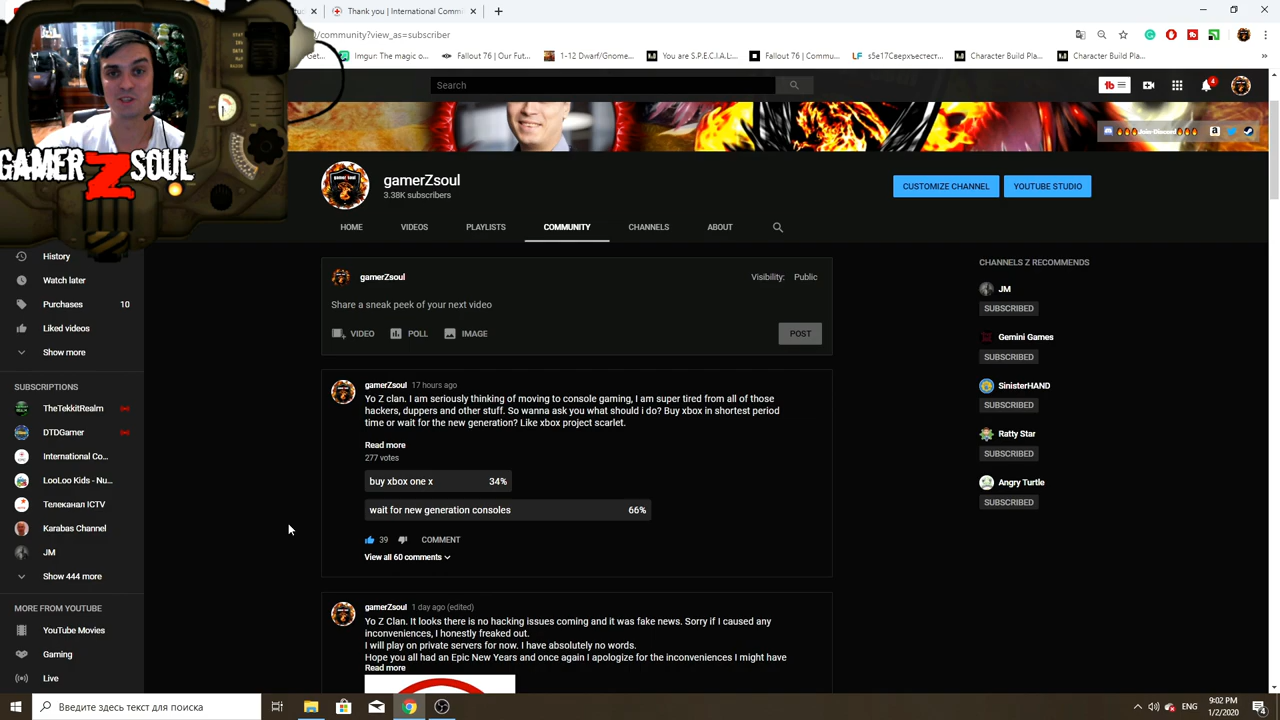 International Committ
/community?view_as=subscriber
Get...
Imgur: The magic o...
Fallout 76 | Our Fut...
1-12 Dwarf/Gnome...
You are S.P.E.C.I.A.L:...
Fallout 76 | Commu...
s5e17Сверхъестест...
Character Build Pla...
Character Build Pla...
»
Search
4
🔥🔥🔥Join Discord🔥🔥🔥
gamerZsoul
3.38K subscribers
CUSTOMIZE CHANNEL
YOUTUBE STUDIO
GAMER Z SOUL
HOME
VIDEOS
PLAYLISTS
COMMUNITY
CHANNELS
ABOUT
History
Watch later
Purchases 10
Liked videos
Show more
SUBSCRIPTIONS
TheTekkitRealm
DTDGamer
International Co...
LooLoo Kids - Nu...
Телеканал ICTV
Karabas Channel
JM
Show 444 more
MORE FROM YOUTUBE
YouTube Movies
Gaming
Live
gamerZsoul
Visibility: Public
Share a sneak peek of your next video
VIDEO
POLL
IMAGE
POST
gamerZsoul 17 hours ago
Yo Z clan. I am seriously thinking of moving to console gaming, I am super tired from all of those
hackers, duppers and other stuff. So wanna ask you what should i do? Buy xbox in shortest period
time or wait for the new generation? Like xbox project scarlet.
Read more
277 votes
buy xbox one x 34%
wait for new generation consoles 66%
39
COMMENT
View all 60 comments
gamerZsoul 1 day ago (edited)
Yo Z Clan. It looks there is no hacking issues coming and it was fake news. Sorry if I caused any
inconveniences, I honestly freaked out.
I will play on private servers for now. I have absolutely no words.
Hope you all had an Epic New Years and once again I apologize for the inconveniences I might have
Read more
CHANNELS Z RECOMMENDS
JM
SUBSCRIBED
Gemini Games
SUBSCRIBED
SinisterHAND
SUBSCRIBED
Ratty Star
SUBSCRIBED
Angry Turtle
SUBSCRIBED
Введите здесь текст для поиска
ENG
9:02 PM
1/2/2020
4